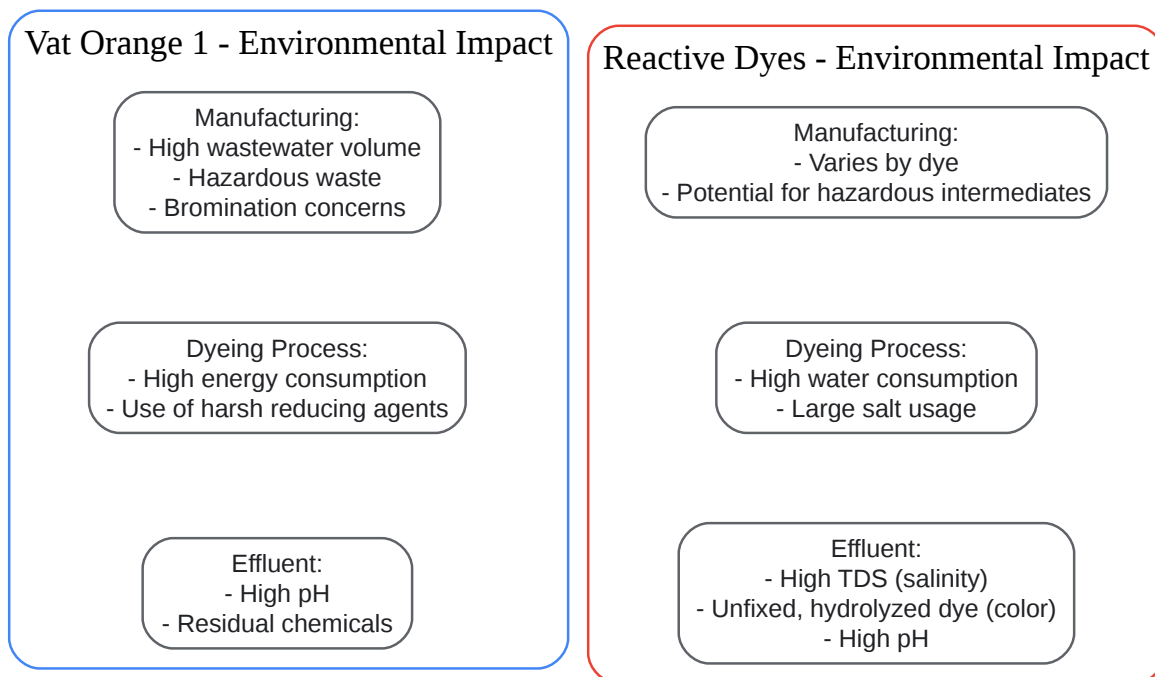 Vat Orange 1 - Environmental Impact
Manufacturing:
- High wastewater volume
- Hazardous waste
- Bromination concerns
Dyeing Process:
- High energy consumption
- Use of harsh reducing agents
Effluent:
- High pH
- Residual chemicals
Reactive Dyes - Environmental Impact
Manufacturing:
- Varies by dye
- Potential for hazardous intermediates
Dyeing Process:
- High water consumption
- Large salt usage
Effluent:
- High TDS (salinity)
- Unfixed, hydrolyzed dye (color)
- High pH